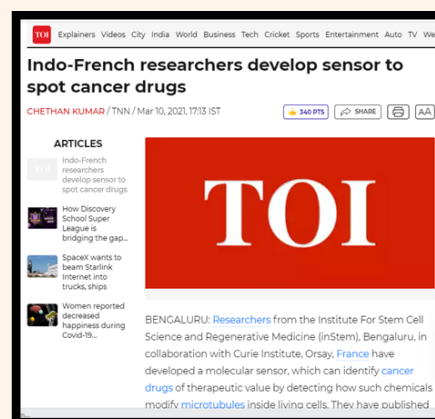 TOI Explainers Videos City India World Business Tech Cricket Sports Entertainment Auto TV We
Indo-French researchers develop sensor to
spot cancer drugs
CHETHAN KUMAR / TNN / Mar 10, 2021, 17:13 IST
340 PTS SHARE AA
ARTICLES
TOI
Indo-French
researchers
develop sensor to
spot cancer drugs
How Discovery
School Super
League is
bridging the gap...
SpaceX wants to
beam Starlink
Internet into
trucks, ships
Women reported
decreased
happiness during
Covid-19...
TOI
BENGALURU: Researchers from the Institute For Stem Cell
Science and Regenerative Medicine (inStem), Bengaluru, in
collaboration with Curie Institute, Orsay, France have
developed a molecular sensor, which can identify cancer
drugs of therapeutic value by detecting how such chemicals
modify microtubules inside living cells. They have published